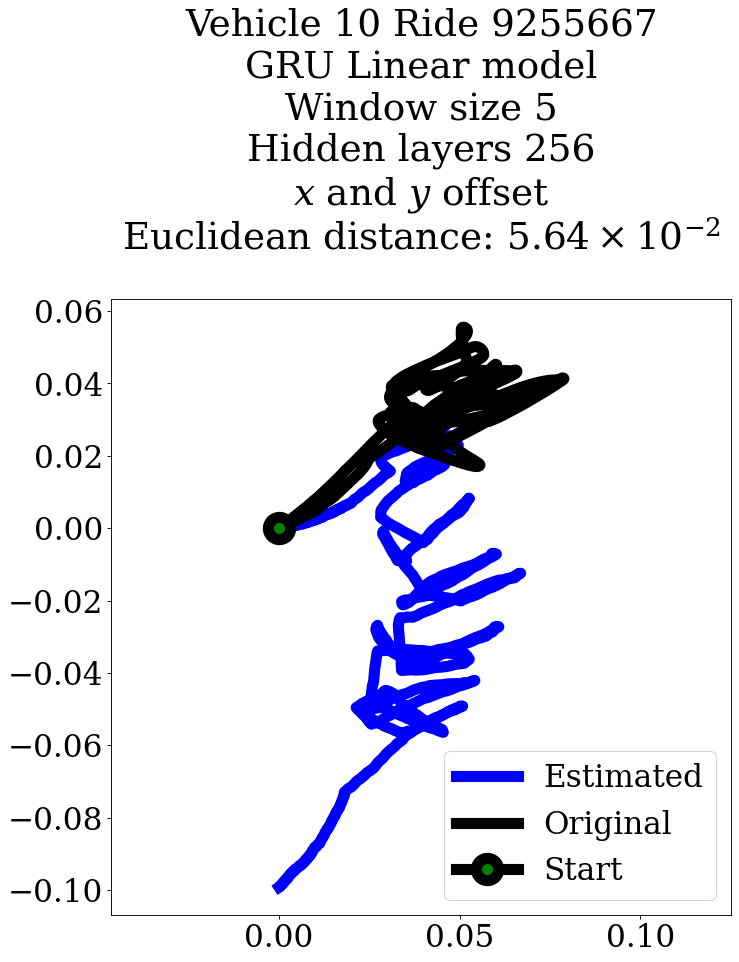 Vehicle 10 Ride 9255667
GRU Linear model
Window size 5
Hidden layers 256
x and y offset
Euclidean distance: 5.64 × 10⁻²
0.06
0.04
0.02
0.00
−0.02
−0.04
−0.06
−0.08
−0.10
Estimated
Original
Start
0.00 0.05 0.10